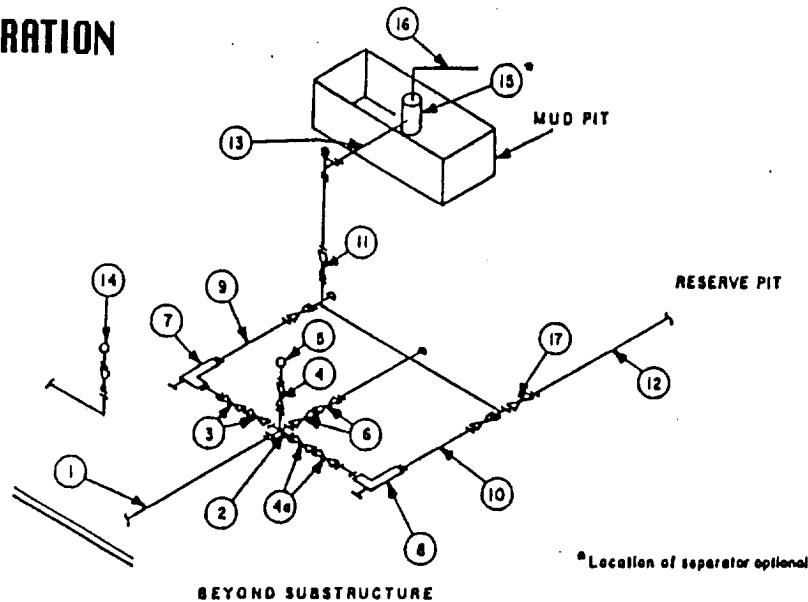 RATION
16
15 *
MUD PIT
13
11
RESERVE PIT
14
9
7
5
17
4
12
3
6
1
2
4a
10
8
*Location of separator optional
BEYOND SUBSTRUCTURE